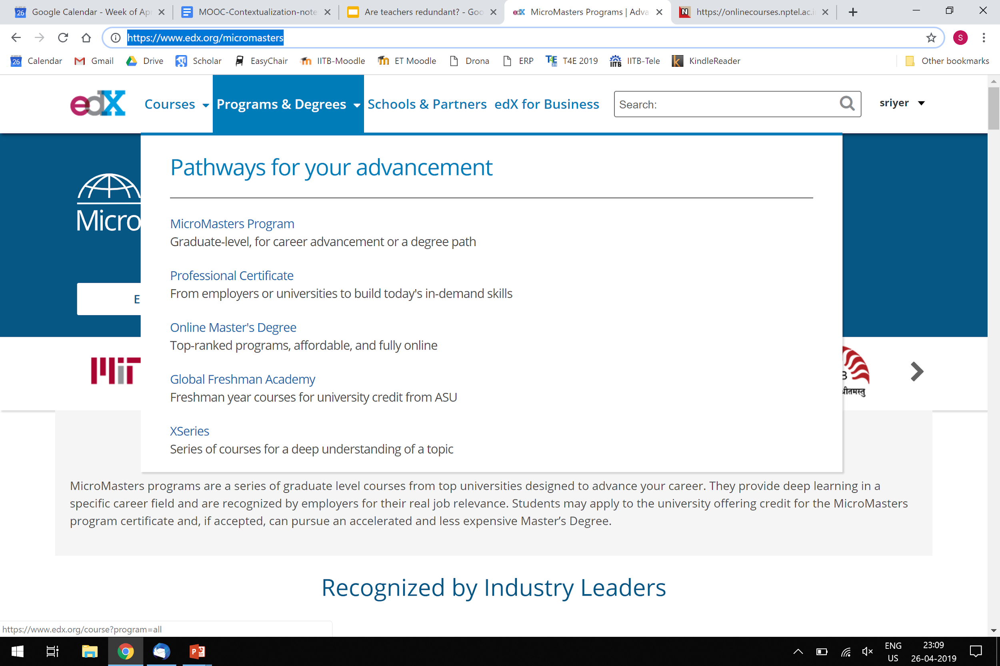 26 Google Calendar - Week of Ap
MOOC-Contextualization-note
Are teachers redundant? - Goo
edX MicroMasters Programs | Adva
N https://onlinecourses.nptel.ac.i
https://www.edx.org/micromasters
S
26 Calendar
Gmail
Drive
Scholar
EasyChair
IITB-Moodle
ET Moodle
Drona
ERP
T4E 2019 T4E 2019
IITB IITB-Tele
k KindleReader
Other bookmarks
edX
Courses
Programs & Degrees
Schools & Partners
edX for Business
Search:
sriyer
Pathways for your advancement
MicroMasters Program
Graduate-level, for career advancement or a degree path
Professional Certificate
From employers or universities to build today's in-demand skills
Online Master's Degree
Top-ranked programs, affordable, and fully online
Global Freshman Academy
Freshman year courses for university credit from ASU
XSeries
Series of courses for a deep understanding of a topic
Micro
E
MIT
B
धीतमस्तु
MicroMasters programs are a series of graduate level courses from top universities designed to advance your career. They provide deep learning in a
specific career field and are recognized by employers for their real job relevance. Students may apply to the university offering credit for the MicroMasters
program certificate and, if accepted, can pursue an accelerated and less expensive Master’s Degree.
Recognized by Industry Leaders
https://www.edx.org/course?program=all
P
ENG
US
23:09
26-04-2019